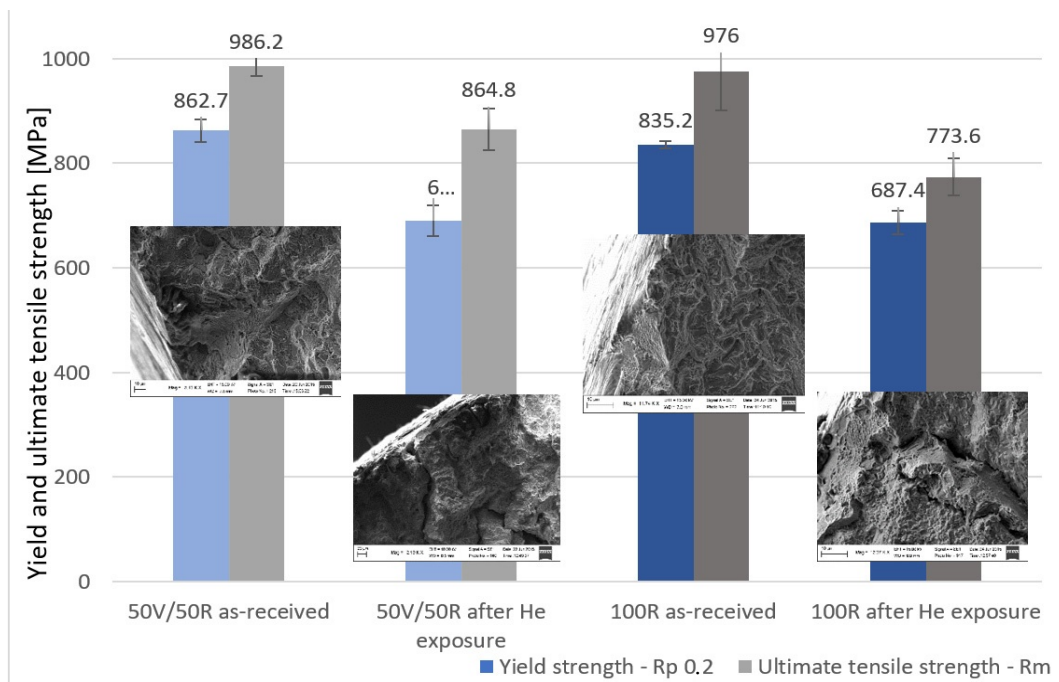 Yield and ultimate tensile strength [MPa]
1000
800
600
400
200
0
862.7
986.2
6...
864.8
835.2
976
687.4
773.6
50V/50R as-received
50V/50R after He
exposure
100R as-received
100R after He exposure
Yield strength - Rp 0.2
Ultimate tensile strength - Rm